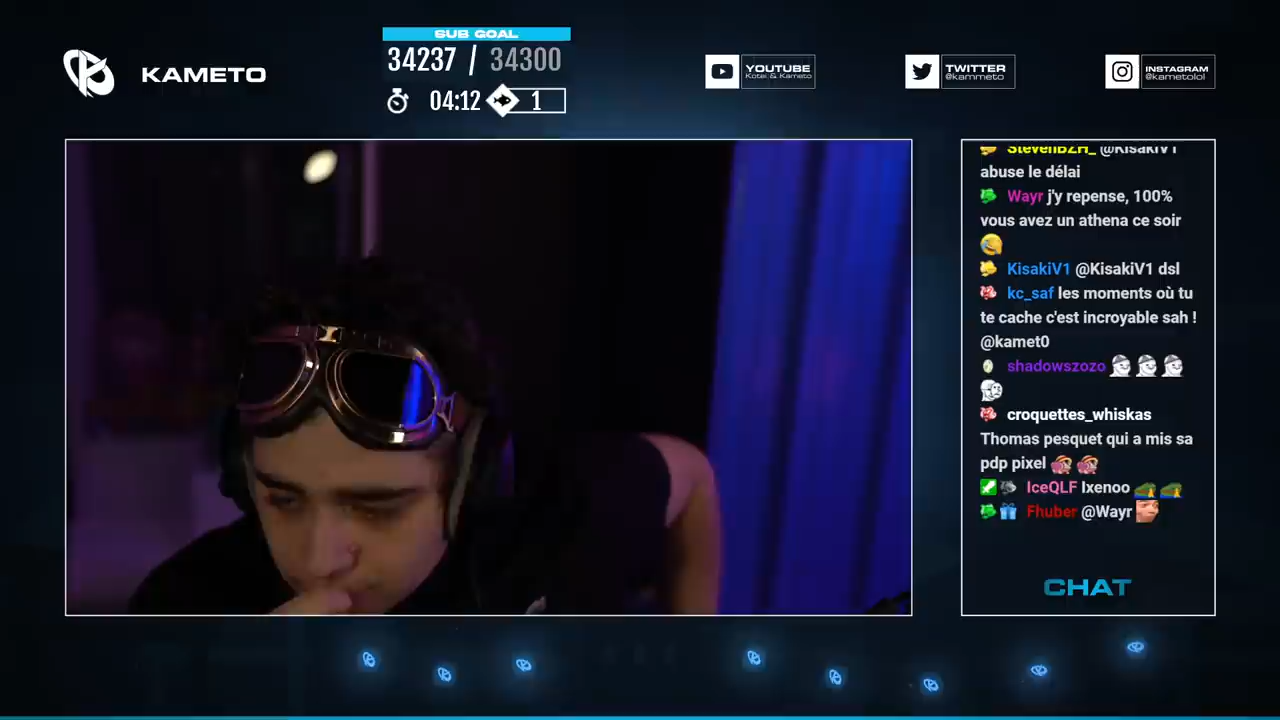 SUB GOAL
34237 / 34300
04:12
1
KAMETO
YOUTUBE
Kotei & Kameto
TWITTER
@kammeto
INSTAGRAM
@kametolol
StevenBZH_ @KisakiV1
abuse le délai
Wayr j'y repense, 100%
vous avez un athena ce soir
KisakiV1 @KisakiV1 dsl
kc_saf les moments où tu
te cache c'est incroyable sah !
@kamet0
shadowszozo
croquettes_whiskas
Thomas pesquet qui a mis sa
pdp pixel
IceQLF Ixenoo
Fhuber @Wayr
CHAT